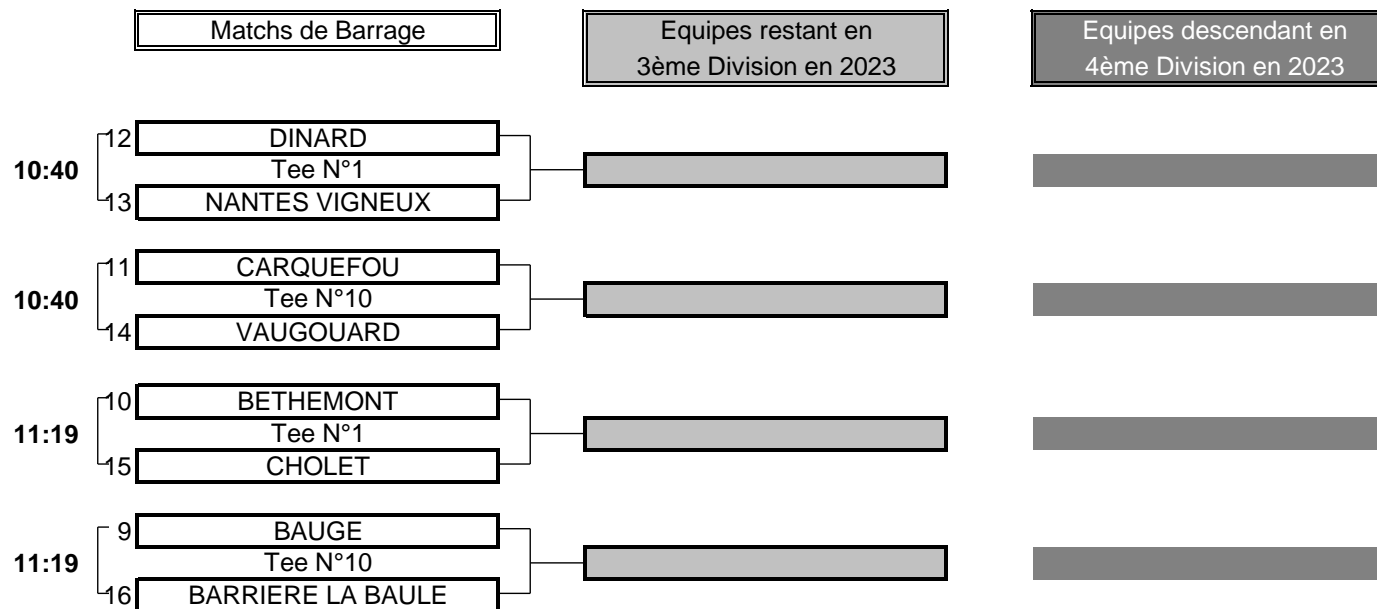 Matchs de Barrage
Equipes restant en
3ème Division en 2023
Equipes descendant en
4ème Division en 2023
12 DINARD
10:40 Tee N°1
13 NANTES VIGNEUX
11 CARQUEFOU
10:40 Tee N°10
14 VAUGOUARD
10 BETHEMONT
11:19 Tee N°1
15 CHOLET
9 BAUGE
11:19 Tee N°10
16 BARRIERE LA BAULE